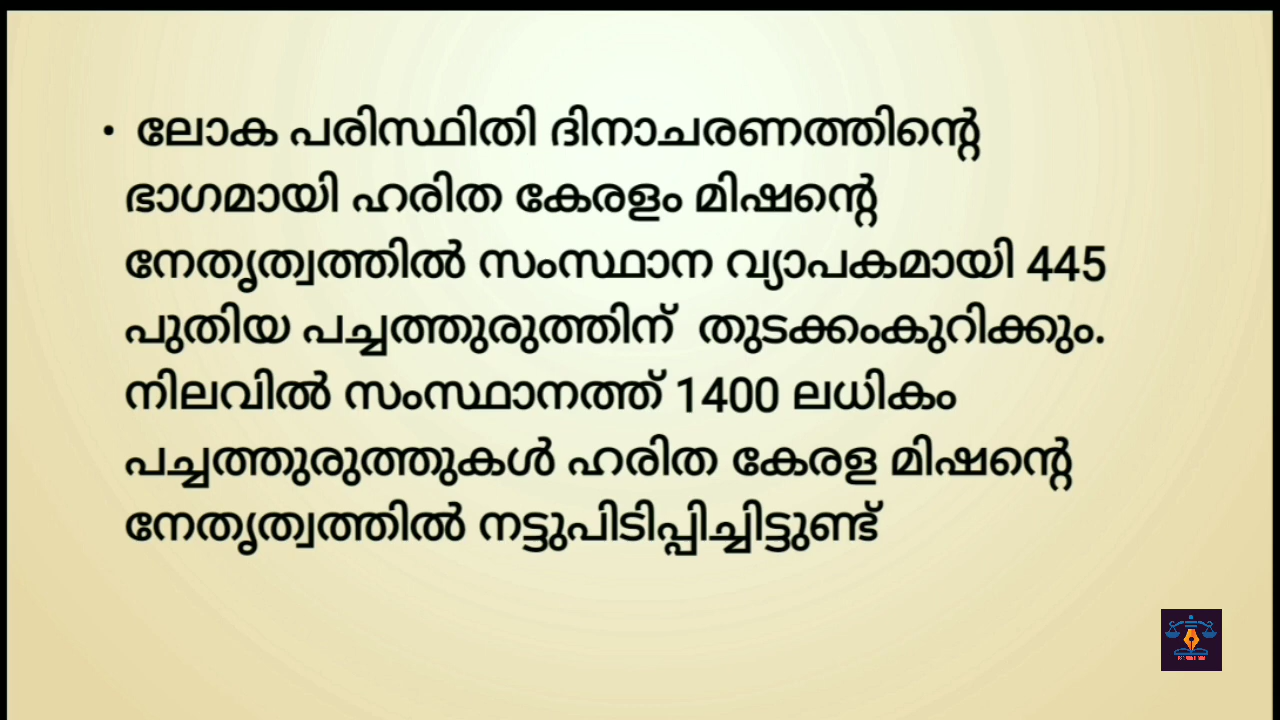 • ലോക പരിസ്ഥിതി ദിനാചരണത്തിന്റെ
ഭാഗമായി ഹരിത കേരളം മിഷന്റെ
നേതൃത്വത്തിൽ സംസ്ഥാന വ്യാപകമായി 445
പുതിയ പച്ചത്തുരുത്തിന് തുടക്കംകുറിക്കും.
നിലവിൽ സംസ്ഥാനത്ത് 1400 ലധികം
പച്ചത്തുരുത്തുകൾ ഹരിത കേരള മിഷന്റെ
നേതൃത്വത്തിൽ നട്ടുപിടിപ്പിച്ചിട്ടുണ്ട്